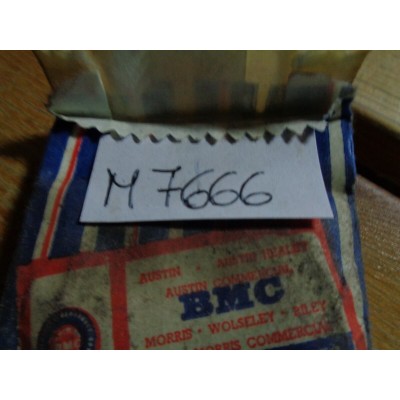 M 7666
AUSTIN · AUSTIN HEALEY
AUSTIN COMMERCIAL
BMC
MORRIS · WOLSELEY · RILEY
MORRIS COMMERCIAL